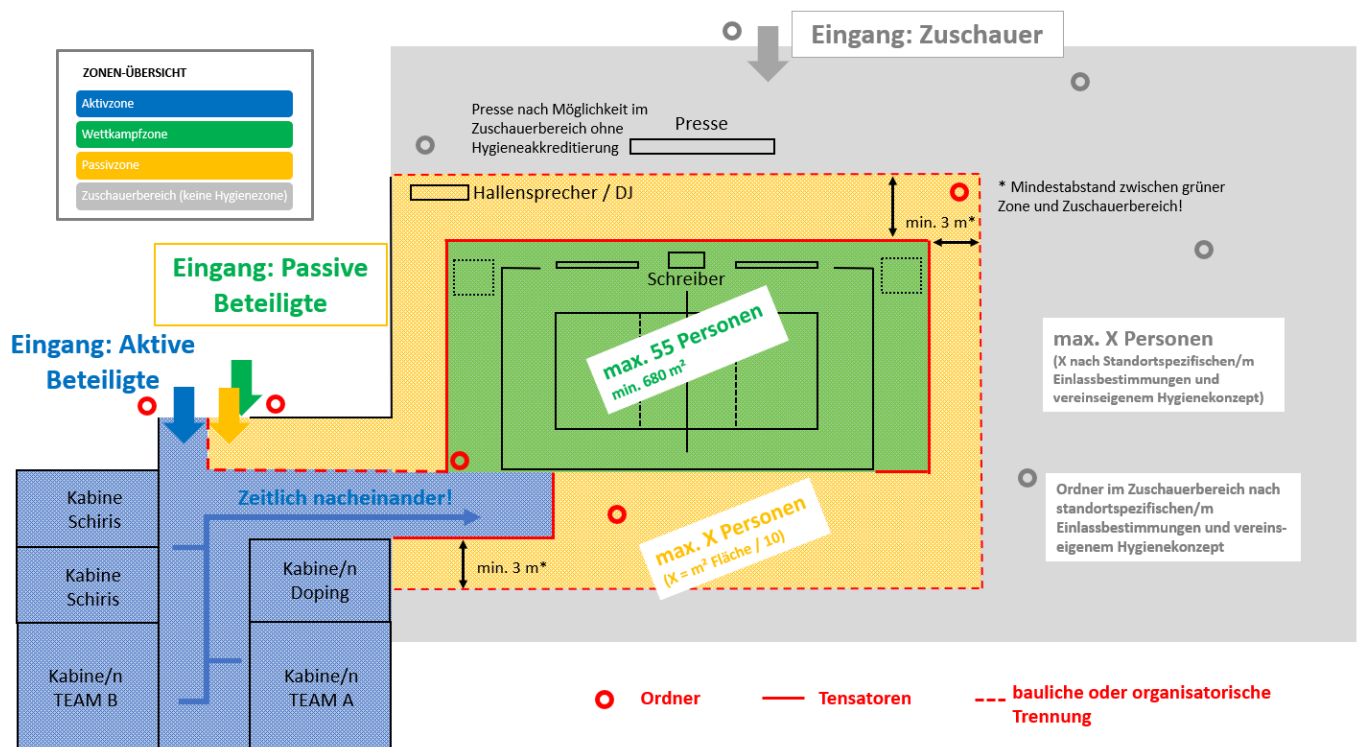 Eingang: Zuschauer
ZONEN-ÜBERSICHT
Aktivzone
Wettkampfzone
Passivzone
Zuschauerbereich (keine Hygienezone)
Presse nach Möglichkeit im
Zuschauerbereich ohne
Hygieneakkreditierung
Presse
Hallensprecher / DJ
* Mindestabstand zwischen grüner
Zone und Zuschauerbereich!
min. 3 m*
Eingang: Passive
Beteiligte
Schreiber
max. 55 Personen
min. 680 m²
Eingang: Aktive
Beteiligte
max. X Personen
(X nach Standortspezifischen/m
Einlassbestimmungen und
vereinseigenem Hygienekonzept)
Kabine
Schiris
Zeitlich nacheinander!
max. X Personen
(X = m² Fläche / 10)
Ordner im Zuschauerbereich nach
standortspezifischen/m
Einlassbestimmungen und vereins-
eigenem Hygienekonzept
Kabine
Schiris
Kabine/n
Doping
min. 3 m*
Kabine/n
TEAM B
Kabine/n
TEAM A
Ordner
Tensatoren
bauliche oder organisatorische
Trennung